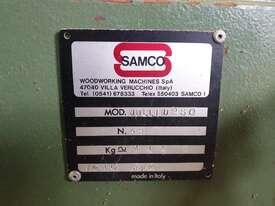 SAMCO
WOODWORKING MACHINES SpA
47040 VILLA VERUCCHIO (Italy)
Tel. (0541) 678333 Telex 550403 SAMCO I
MOD.
N.
Kg
made in Italy